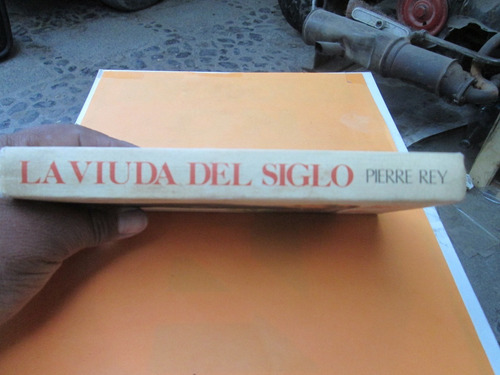 LA VIUDA DEL SIGLO PIERRE REY